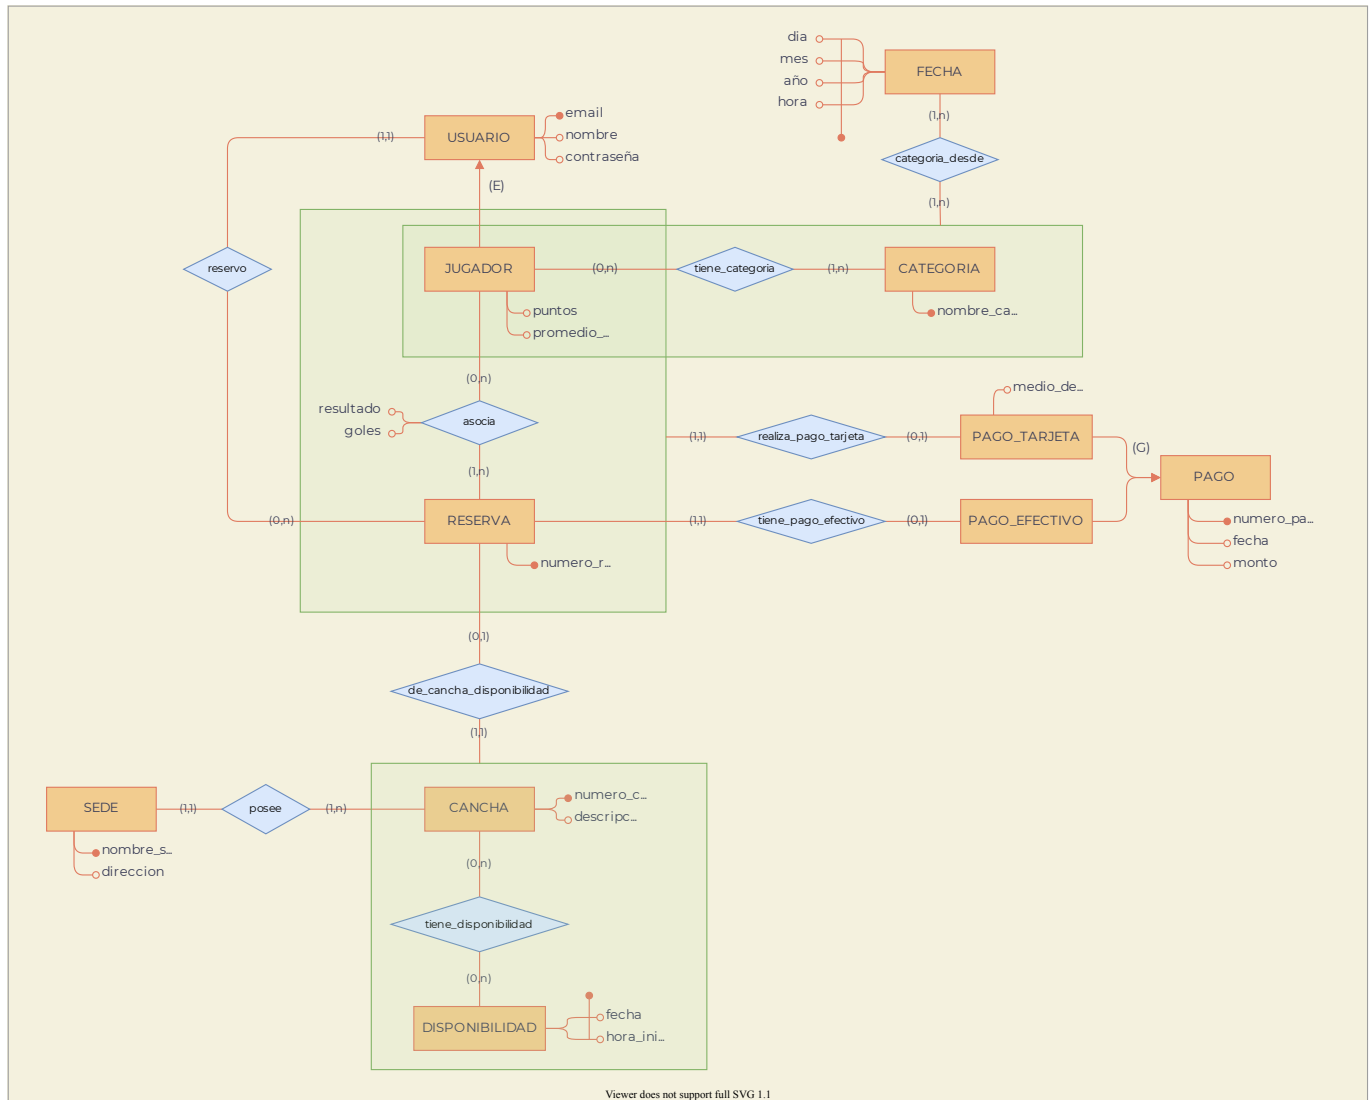 dia
mes
año
hora
FECHA
(1,n)
categoria_desde
(1,n)
USUARIO
email
nombre
contraseña
(1,1)
(E)
reservo
(0,n)
JUGADOR
puntos
promedio_...
(0,n)
tiene_categoria
(1,n)
CATEGORIA
nombre_ca...
(0,n)
resultado
goles
asocia
(1,n)
(1,1)
realiza_pago_tarjeta
(0,1)
medio_de...
PAGO_TARJETA
(G)
PAGO
numero_pa...
fecha
monto
RESERVA
numero_r...
(1,1)
tiene_pago_efectivo
(0,1)
PAGO_EFECTIVO
(0,1)
de_cancha_disponibilidad
(1,1)
SEDE
nombre_s...
direccion
(1,1)
posee
(1,n)
CANCHA
numero_c...
descripc...
(0,n)
tiene_disponibilidad
(0,n)
DISPONIBILIDAD
fecha
hora_ini...
Viewer does not support full SVG 1.1